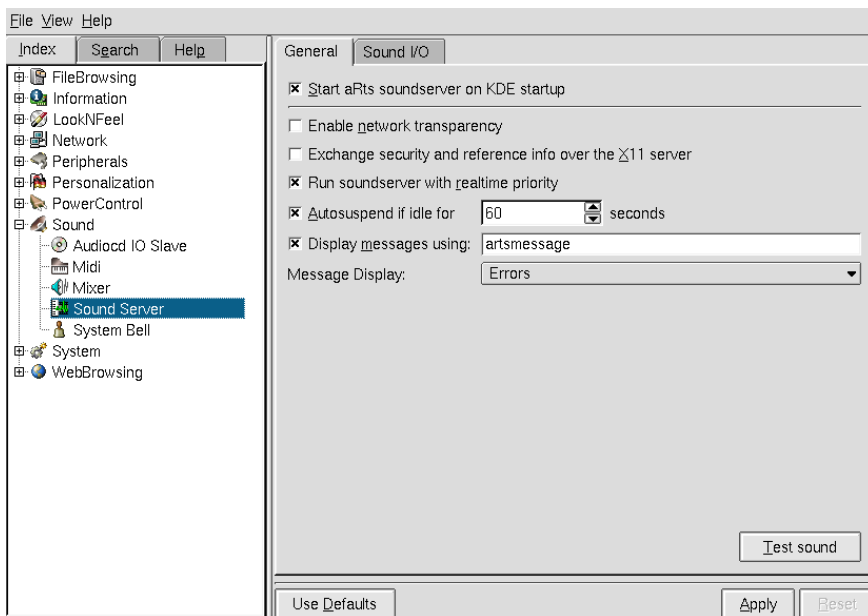 File View Help
Index Search Help
FileBrowsing
Information
LookNFeel
Network
Peripherals
Personalization
PowerControl
Sound
Audiocd IO Slave
Midi
Mixer
Sound Server
System Bell
System
WebBrowsing
General Sound I/O
Start aRts soundserver on KDE startup
Enable network transparency
Exchange security and reference info over the X11 server
Run soundserver with realtime priority
Autosuspend if idle for 60 seconds
Display messages using: artsmessage
Message Display: Errors
Test sound
Use Defaults Apply Reset